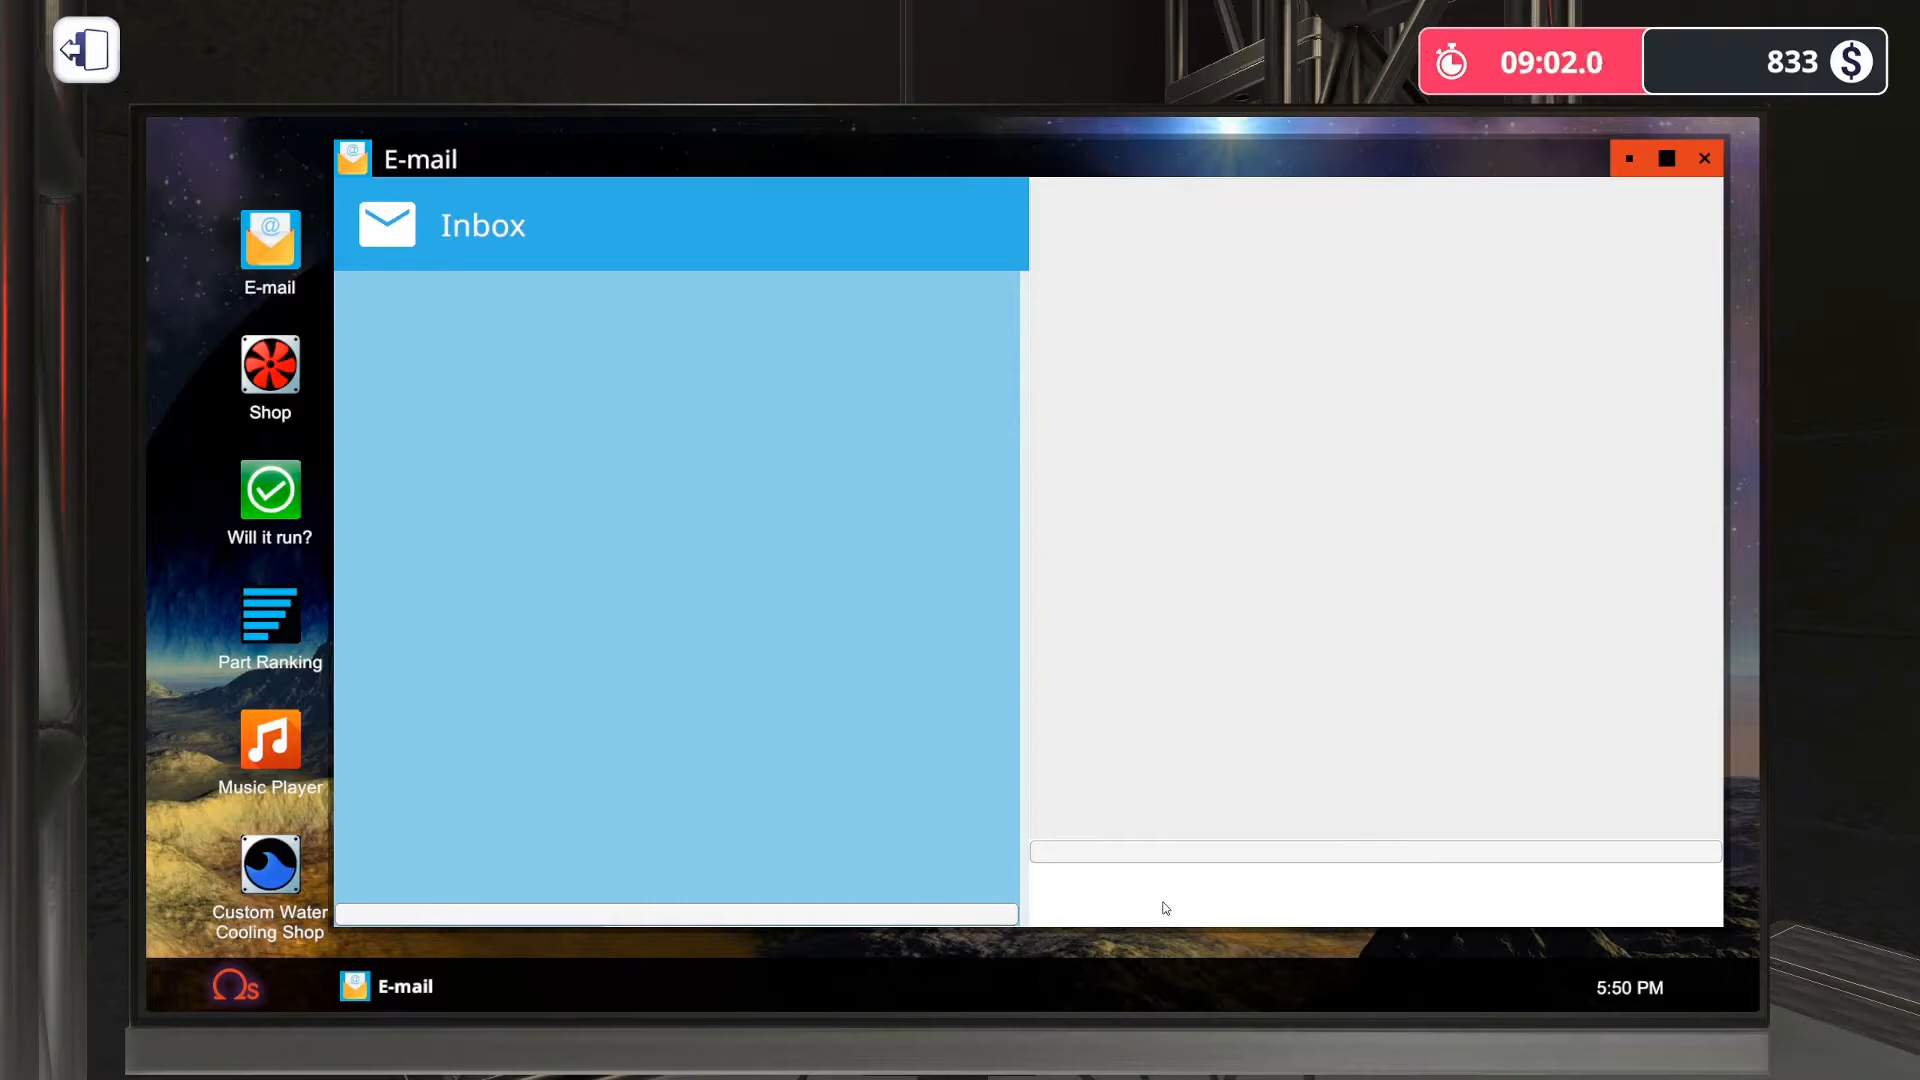 09:02.0
833
E-mail
Inbox
E-mail
Shop
Will it run?
Part Ranking
Music Player
Custom Water
Cooling Shop
Ωs
E-mail
5:50 PM